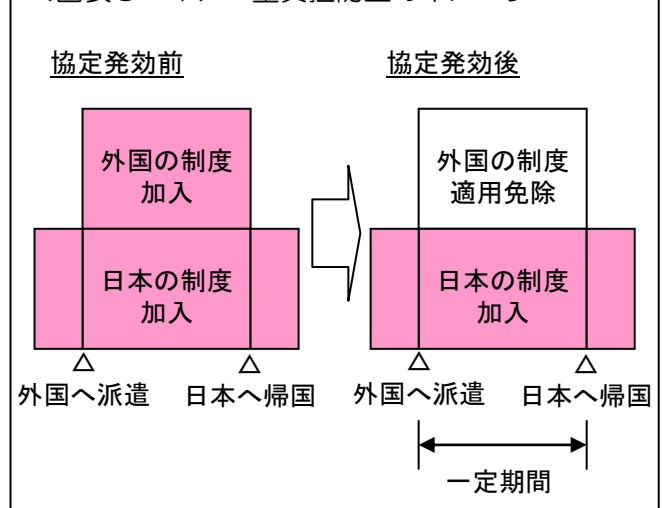 協定発効前
協定発効後
外国の制度
加入
外国の制度
適用免除
日本の制度
加入
日本の制度
加入
外国へ派遣
日本へ帰国
外国へ派遣
日本へ帰国
一定期間